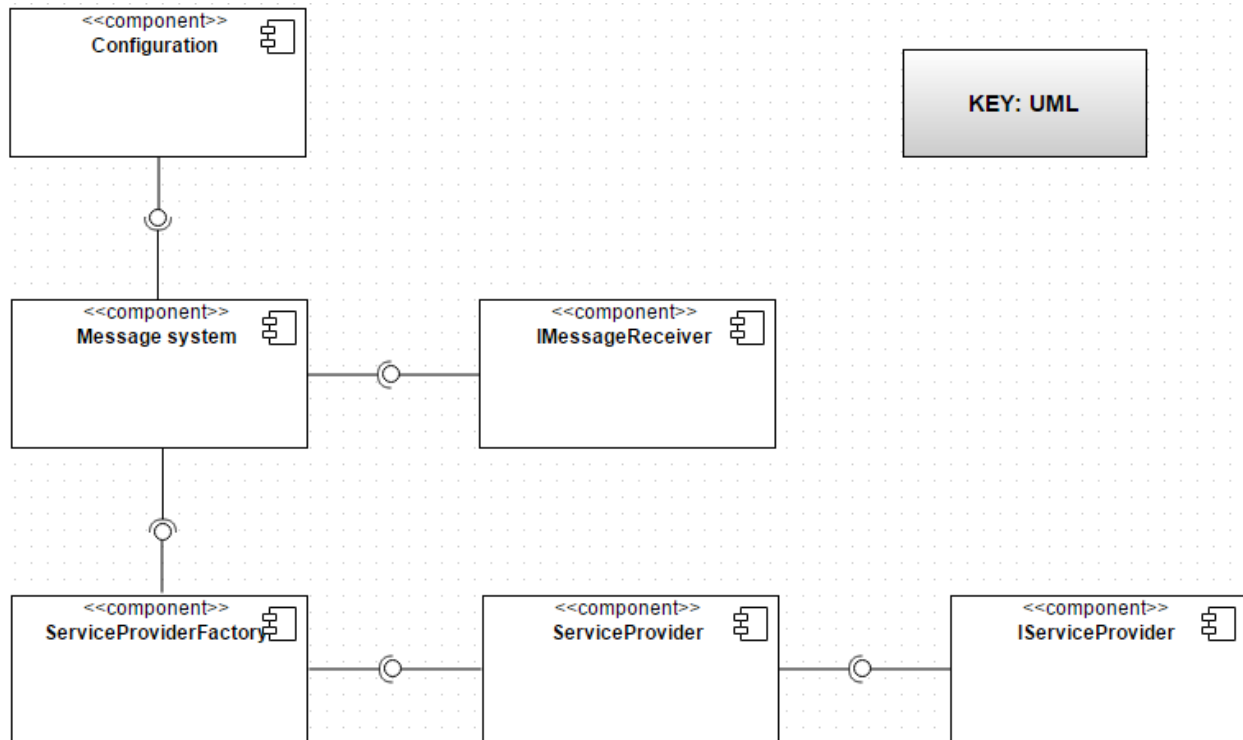 <<component>>
Configuration
KEY: UML
<<component>>
Message system
<<component>>
IMessageReceiver
<<component>>
ServiceProviderFactory
<<component>>
ServiceProvider
<<component>>
IServiceProvider